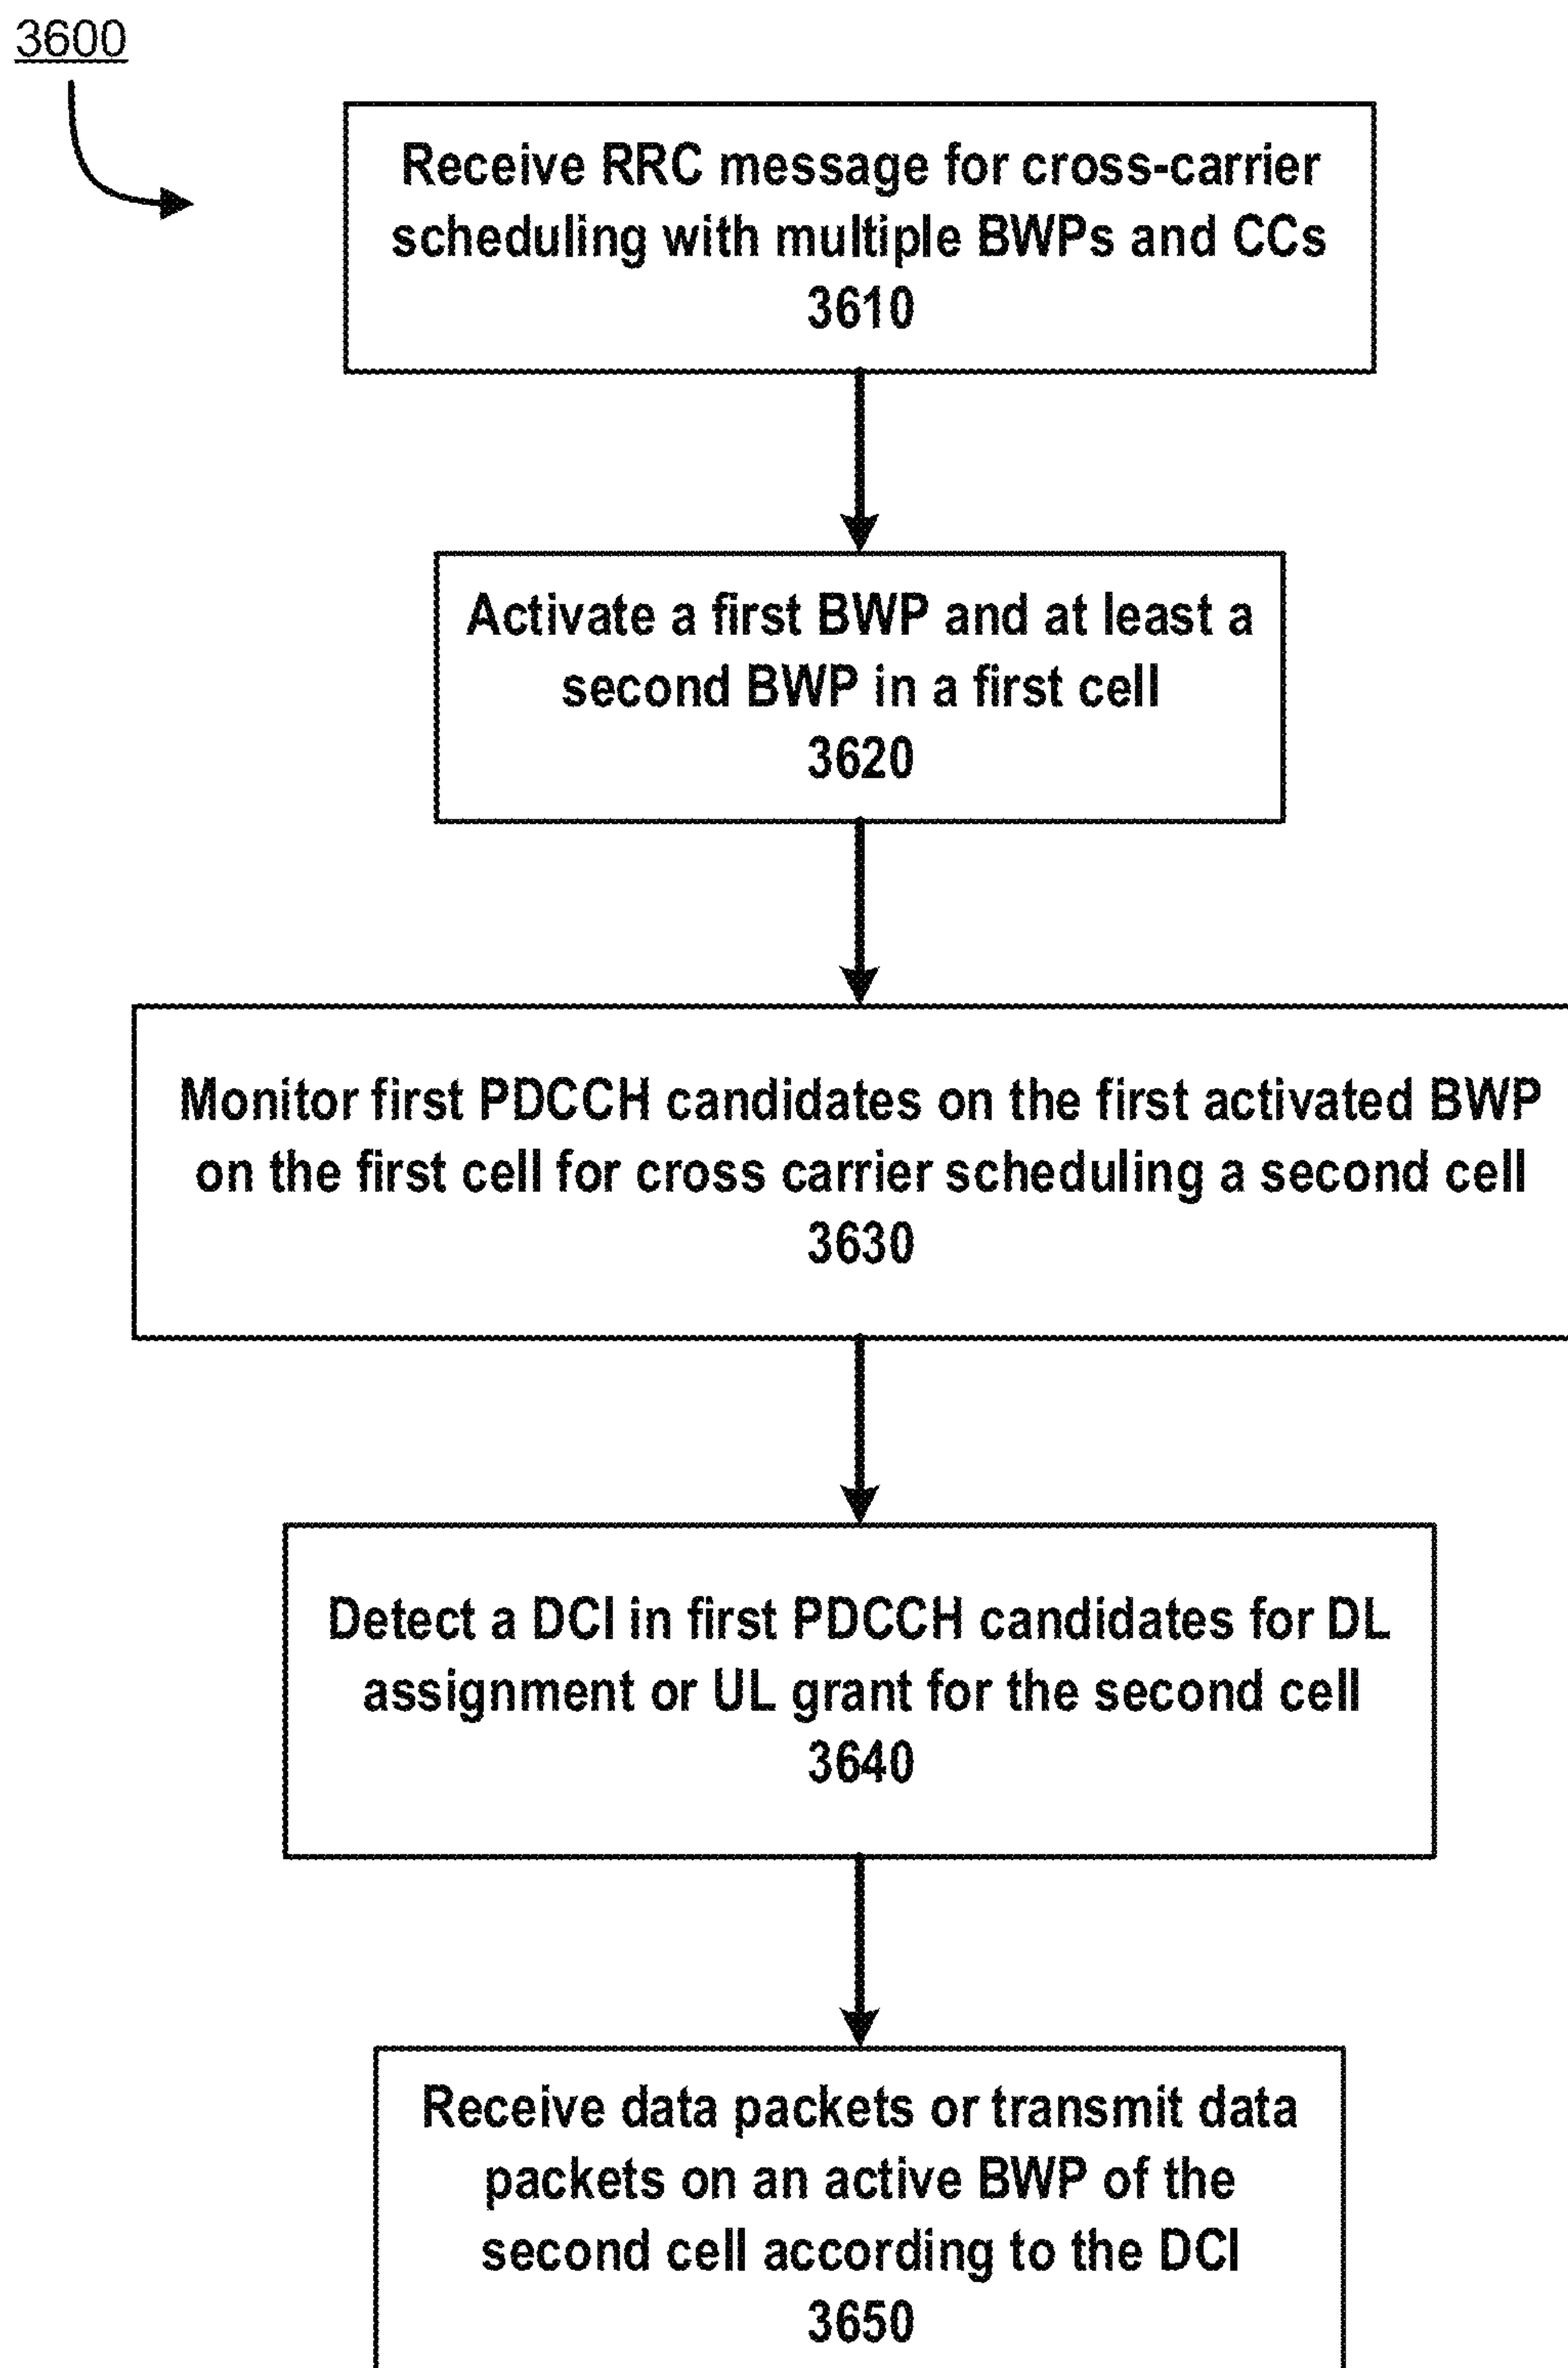 3600
Receive RRC message for cross-carrier
scheduling with multiple BWPs and CCs
3610
Activate a first BWP and at least a
second BWP in a first cell
3620
Monitor first PDCCH candidates on the first activated BWP
on the first cell for cross carrier scheduling a second cell
3630
Detect a DCI in first PDCCH candidates for DL
assignment or UL grant for the second cell
3640
Receive data packets or transmit data
packets on an active BWP of the
second cell according to the DCI
3650